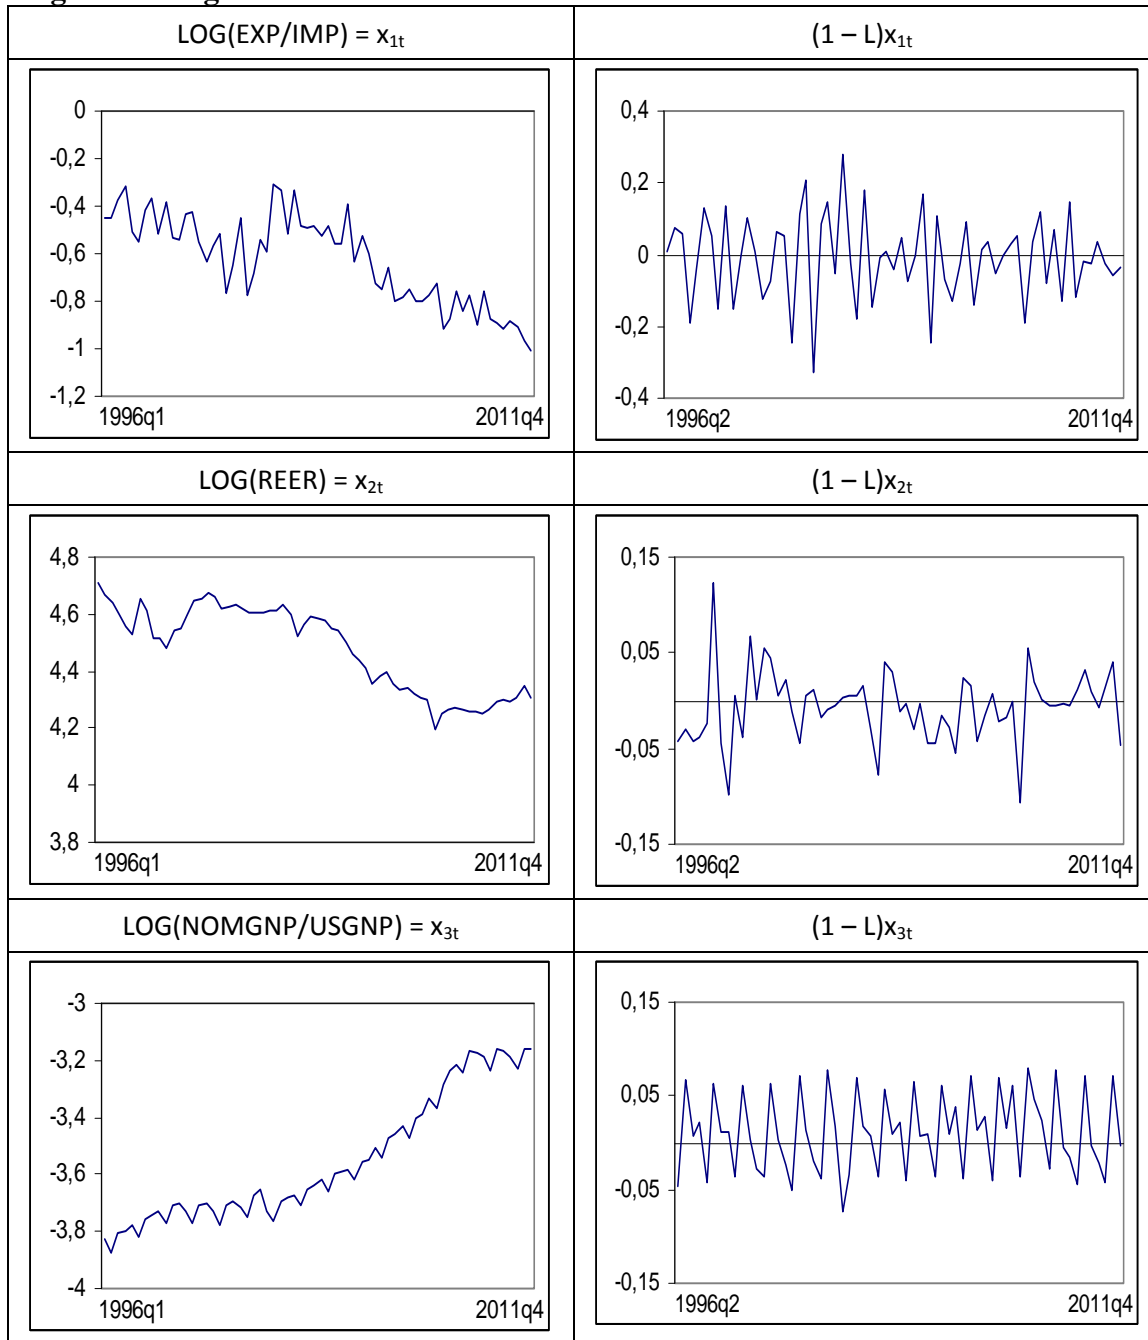 LOG(EXP/IMP) = x1t
(1 – L)x1t
0
-0,2
-0,4
-0,6
-0,8
-1
-1,2
1996q1
2011q4
0,4
0,2
0
-0,2
-0,4
1996q2
2011q4
LOG(REER) = x2t
(1 – L)x2t
4,8
4,6
4,4
4,2
4
3,8
1996q1
2011q4
0,15
0,05
-0,05
-0,15
1996q2
2011q4
LOG(NOMGNP/USGNP) = x3t
(1 – L)x3t
-3
-3,2
-3,4
-3,6
-3,8
-4
1996q1
2011q4
0,15
0,05
-0,05
-0,15
1996q2
2011q4